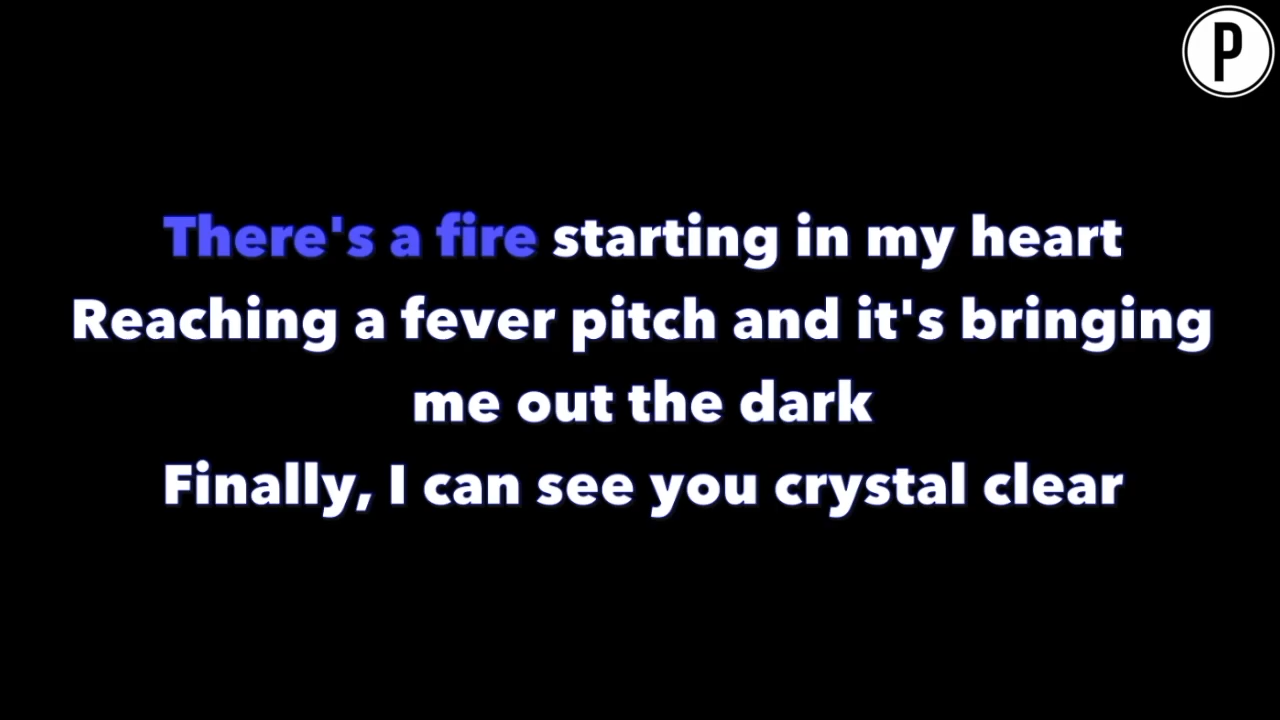 P
There's a fire starting in my heart
Reaching a fever pitch and it's bringing
me out the dark
Finally, I can see you crystal clear